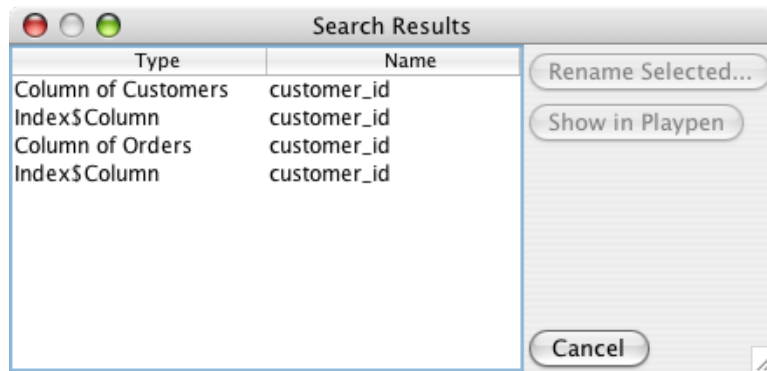 Search Results
Type Name
Rename Selected...
Column of Customers customer_id
Index$Column customer_id
Show in Playpen
Column of Orders customer_id
Index$Column customer_id
Cancel